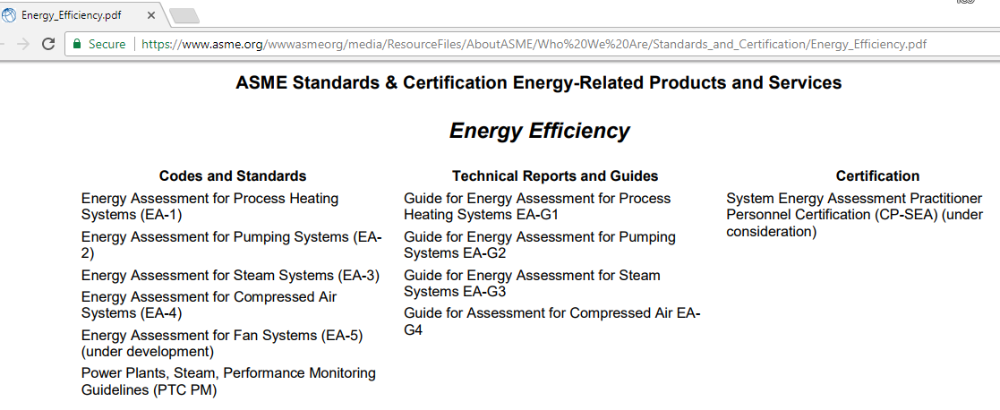 Energy_Efficiency.pdf
Secure
https://www.asme.org/wwwasmeorg/media/ResourceFiles/AboutASME/Who%20We%20Are/Standards_and_Certification/Energy_Efficiency.pdf
ASME Standards & Certification Energy-Related Products and Services
Energy Efficiency
Codes and Standards
Energy Assessment for Process Heating
Systems (EA-1)
Energy Assessment for Pumping Systems (EA-
2)
Energy Assessment for Steam Systems (EA-3)
Energy Assessment for Compressed Air
Systems (EA-4)
Energy Assessment for Fan Systems (EA-5)
(under development)
Power Plants, Steam, Performance Monitoring
Guidelines (PTC PM)
Technical Reports and Guides
Guide for Energy Assessment for Process
Heating Systems EA-G1
Guide for Energy Assessment for Pumping
Systems EA-G2
Guide for Energy Assessment for Steam
Systems EA-G3
Guide for Assessment for Compressed Air EA-
G4
Certification
System Energy Assessment Practitioner
Personnel Certification (CP-SEA) (under
consideration)